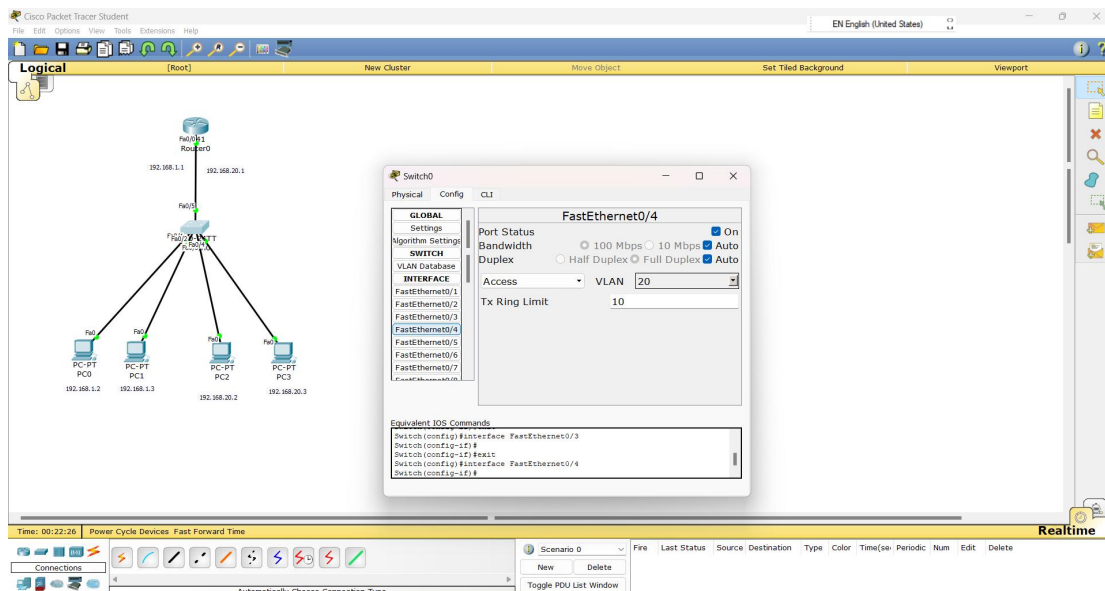 Cisco Packet Tracer Student
EN English (United States)
File Edit Options View Tools Extensions Help
Logical [Root] New Cluster Move Object Set Tiled Background Viewport
Router0
192.168.1.1
192.168.20.1
Fa0/5
Fa0
Fa0
Fa0
Fa0
PC-PT
PC0
PC-PT
PC1
PC-PT
PC2
PC-PT
PC3
192.168.1.2
192.168.1.3
192.168.20.2
192.168.20.3
Switch0
Physical Config CLI
GLOBAL
Settings
Algorithm Settings
SWITCH
VLAN Database
INTERFACE
FastEthernet0/1
FastEthernet0/2
FastEthernet0/3
FastEthernet0/4
FastEthernet0/5
FastEthernet0/6
FastEthernet0/7
FastEthernet0/4
Port Status On
Bandwidth 100 Mbps 10 Mbps Auto
Duplex Half Duplex Full Duplex Auto
Access VLAN 20
Tx Ring Limit 10
Equivalent IOS Commands
Switch(config)#interface FastEthernet0/3
Switch(config-if)#
Switch(config-if)#exit
Switch(config)#interface FastEthernet0/4
Switch(config-if)#
Time: 00:22:26 Power Cycle Devices Fast Forward Time
Realtime
Connections
Automatically Choose Connection Type
Scenario 0
New Delete
Toggle PDU List Window
Fire Last Status Source Destination Type Color Time(sec Periodic Num Edit Delete